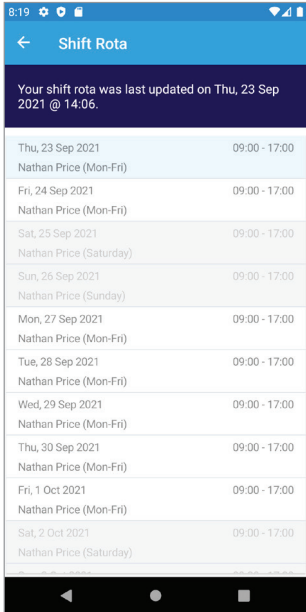 8:19
Shift Rota
Your shift rota was last updated on Thu, 23 Sep
2021 @ 14:06.
Thu, 23 Sep 2021 09:00 - 17:00
Nathan Price (Mon-Fri)
Fri, 24 Sep 2021 09:00 - 17:00
Nathan Price (Mon-Fri)
Sat, 25 Sep 2021 09:00 - 17:00
Nathan Price (Saturday)
Sun, 26 Sep 2021 09:00 - 17:00
Nathan Price (Sunday)
Mon, 27 Sep 2021 09:00 - 17:00
Nathan Price (Mon-Fri)
Tue, 28 Sep 2021 09:00 - 17:00
Nathan Price (Mon-Fri)
Wed, 29 Sep 2021 09:00 - 17:00
Nathan Price (Mon-Fri)
Thu, 30 Sep 2021 09:00 - 17:00
Nathan Price (Mon-Fri)
Fri, 1 Oct 2021 09:00 - 17:00
Nathan Price (Mon-Fri)
Sat, 2 Oct 2021 09:00 - 17:00
Nathan Price (Saturday)